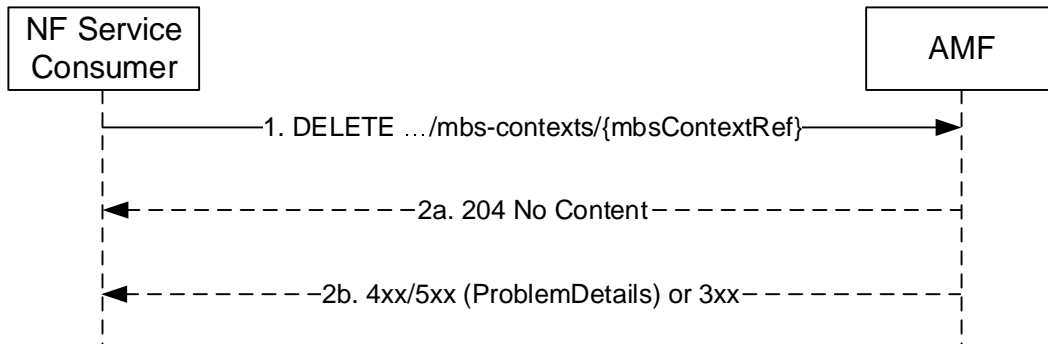 NF Service
Consumer
AMF
1. DELETE …/mbs-contexts/{mbsContextRef}
2a. 204 No Content
2b. 4xx/5xx (ProblemDetails) or 3xx